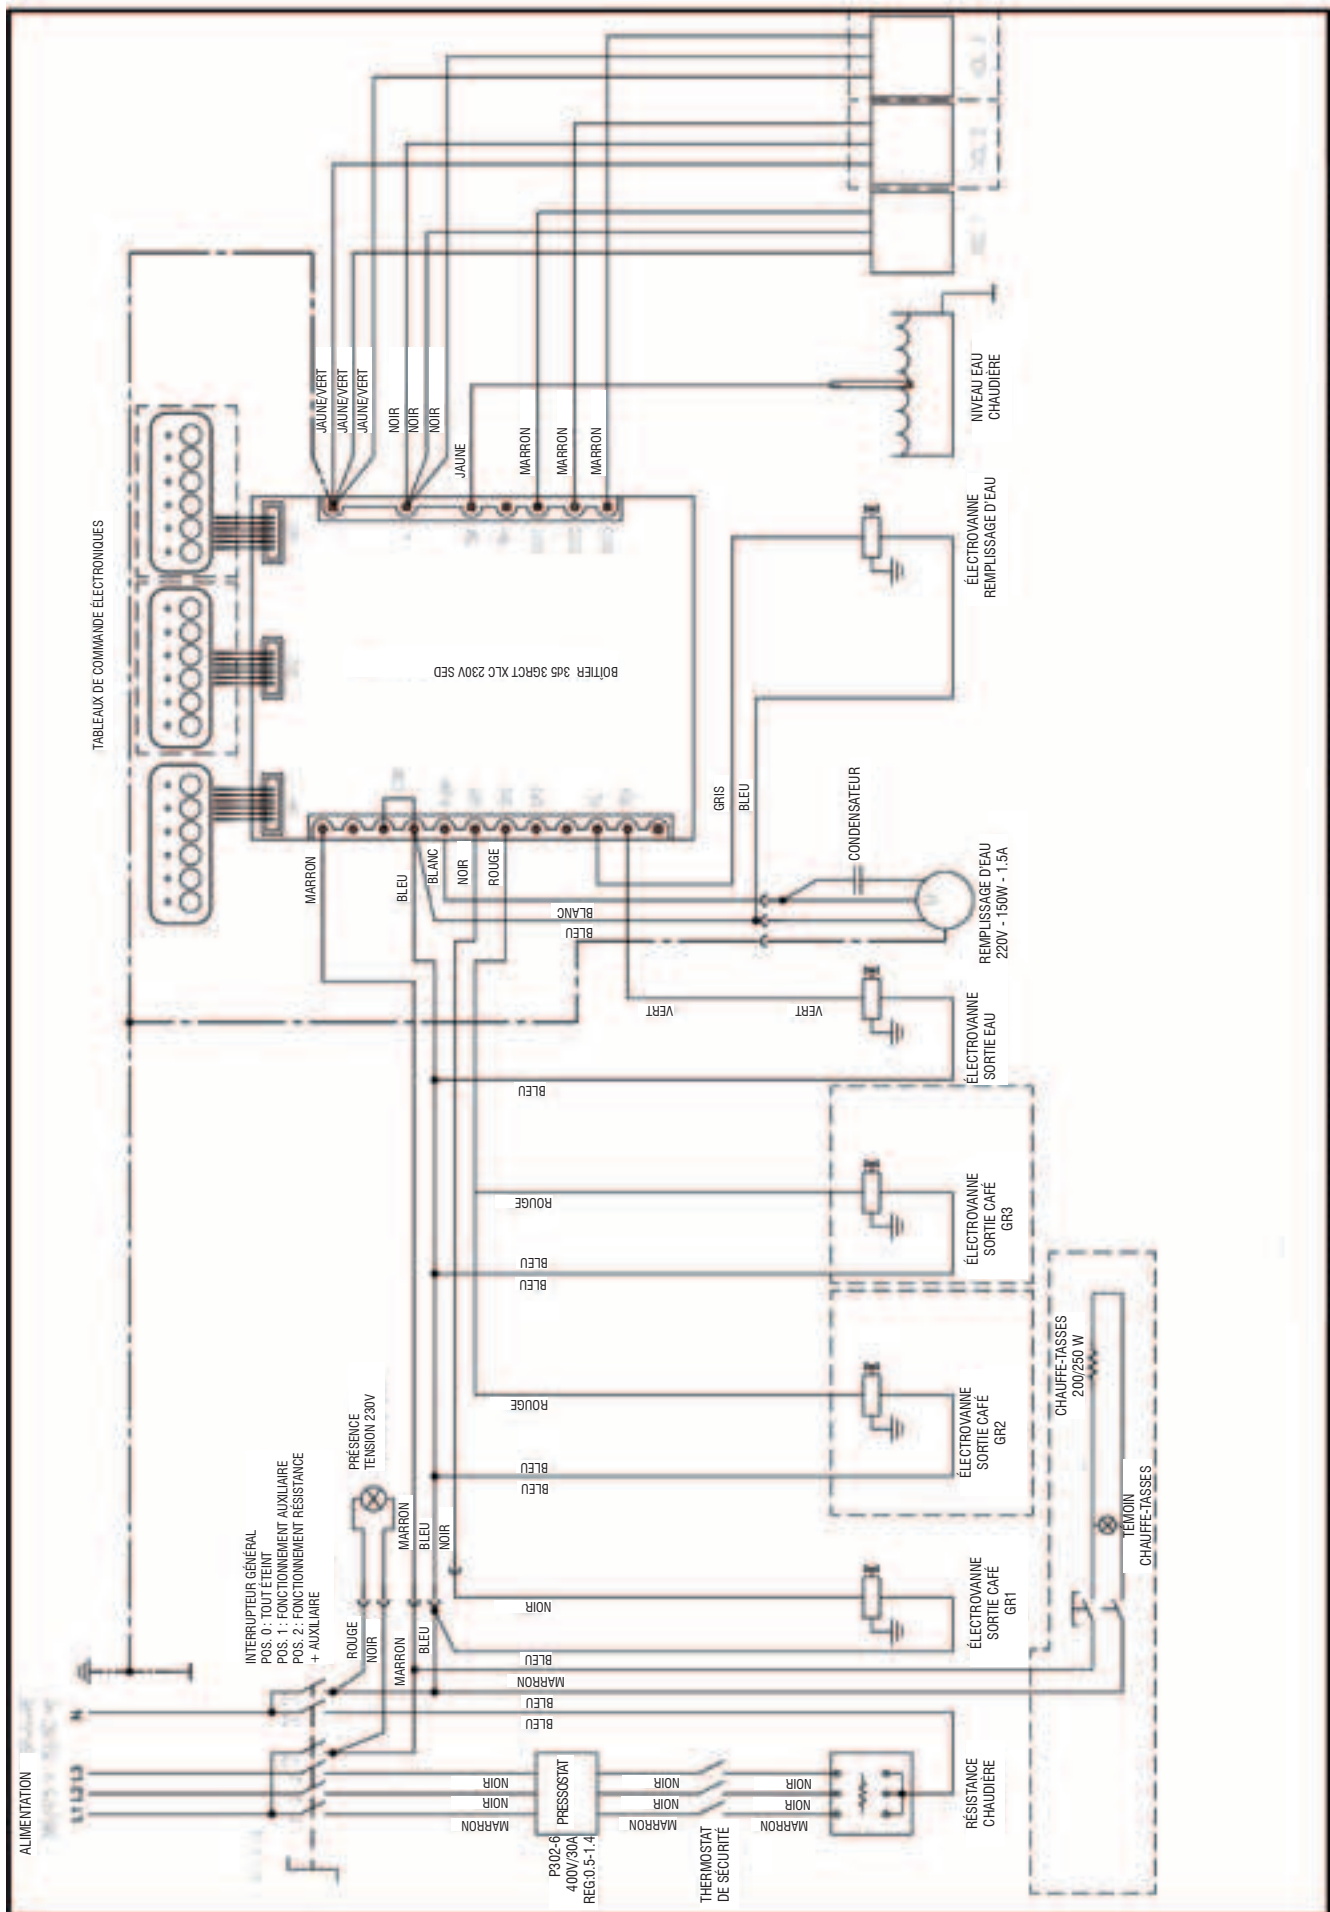 ALIMENTATION
L1 L2 L3
N
INTERRUPTEUR GÉNÉRAL
POS. 0 : TOUT ÉTEINT
POS. 1 : FONCTIONNEMENT AUXILIAIRE
POS. 2 : FONCTIONNEMENT RÉSISTANCE
+ AUXILIAIRE
PRÉSENCE
TENSION 230V
ROUGE
NOIR
MARRON
BLEU
MARRON
BLEU
NOIR
TABLEAUX DE COMMANDE ÉLECTRONIQUES
BOÎTIER 3d5 3GRCT XLC 230V SED
MARRON
BLEU
BLANC
NOIR
ROUGE
JAUNE/VERT
JAUNE/VERT
JAUNE/VERT
NOIR
NOIR
NOIR
JAUNE
MARRON
MARRON
MARRON
GRIS
BLEU
CONDENSATEUR
BLANC
BLEU
VERT
VERT
BLEU
ROUGE
BLEU
BLEU
ROUGE
BLEU
BLEU
NOIR
BLEU
MARRON
BLEU
BLEU
NOIR
NOIR
MARRON
P302-6
400V/30A
REG:0.5-1.4
PRESSOSTAT
NOIR
NOIR
MARRON
THERMOSTAT
DE SÉCURITÉ
NOIR
NOIR
MARRON
RÉSISTANCE
CHAUDIÈRE
ÉLECTROVANNE
SORTIE CAFÉ
GR1
ÉLECTROVANNE
SORTIE CAFÉ
GR2
ÉLECTROVANNE
SORTIE CAFÉ
GR3
ÉLECTROVANNE
SORTIE EAU
REMPLISSAGE D'EAU
220V - 150W - 1.5A
ÉLECTROVANNE
REMPLISSAGE D'EAU
NIVEAU EAU
CHAUDIÈRE
TÉMOIN
CHAUFFE-TASSES
CHAUFFE-TASSES
200/250 W